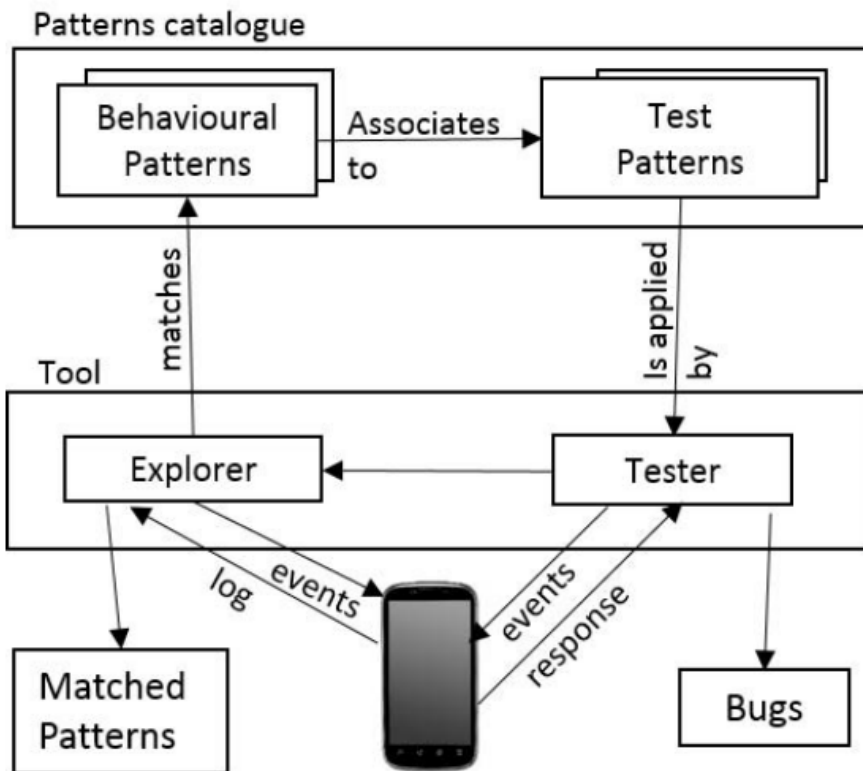 Patterns catalogue
Behavioural
Patterns
Associates
to
Test
Patterns
matches
Is applied
by
Tool
Explorer
Tester
log
events
events
response
Matched
Patterns
Bugs